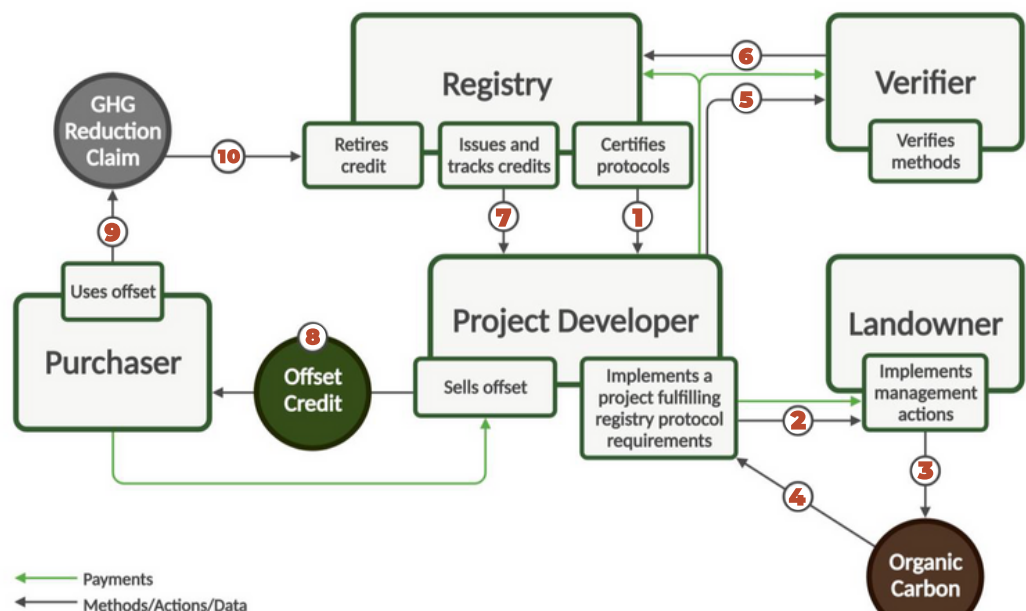 Registry
Retires
credit
Issues and
tracks credits
Certifies
protocols
6
5
Verifier
Verifies
methods
GHG
Reduction
Claim
10
9
7
1
Uses offset
Purchaser
8
Offset
Credit
Project Developer
Sells offset
Implements a
project fulfilling
registry protocol
requirements
Landowner
Implements
management
actions
2
3
4
Organic
Carbon
Payments
Methods/Actions/Data